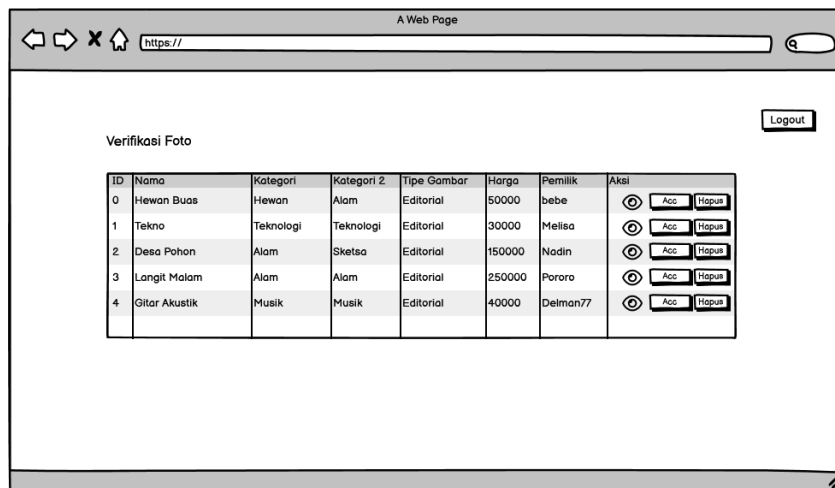 A Web Page
https://
Logout
Verifikasi Foto
ID Nama Kategori Kategori 2 Tipe Gambar Harga Pemilik Aksi
0 Hewan Buas Hewan Alam Editorial 50000 bebe Acc Hapus
1 Tekno Teknologi Teknologi Editorial 30000 Melisa Acc Hapus
2 Desa Pohon Alam Sketsa Editorial 150000 Nadin Acc Hapus
3 Langit Malam Alam Alam Editorial 250000 Pororo Acc Hapus
4 Gitar Akustik Musik Musik Editorial 40000 Delman77 Acc Hapus